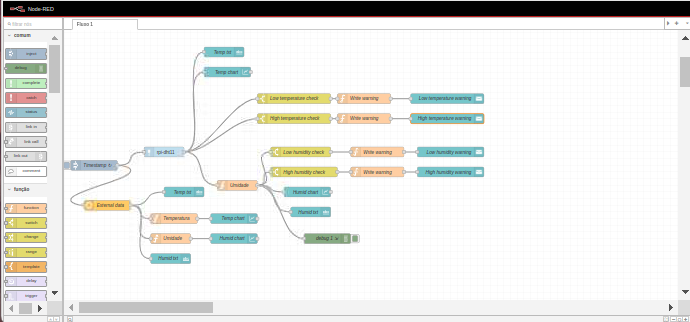 Node-RED
Fluxo 1
comum
input
debug
complete
catch
status
link in
link call
link out
comment
função
function
switch
change
range
template
delay
trigger
Temp txt
Temp chart
Low temperature check
Write warning
Low temperature warning
High temperature check
Write warning
High temperature warning
rpi-dht11
Low humidity check
Write warning
Low humidity warning
Timestamp ↻
High humidity check
Write warning
High humidity warning
Umidade
Temp txt
Humid chart
External data
Humid txt
Temperatura
Temp chart
Umidade
Humid chart
debug 1
Humid txt